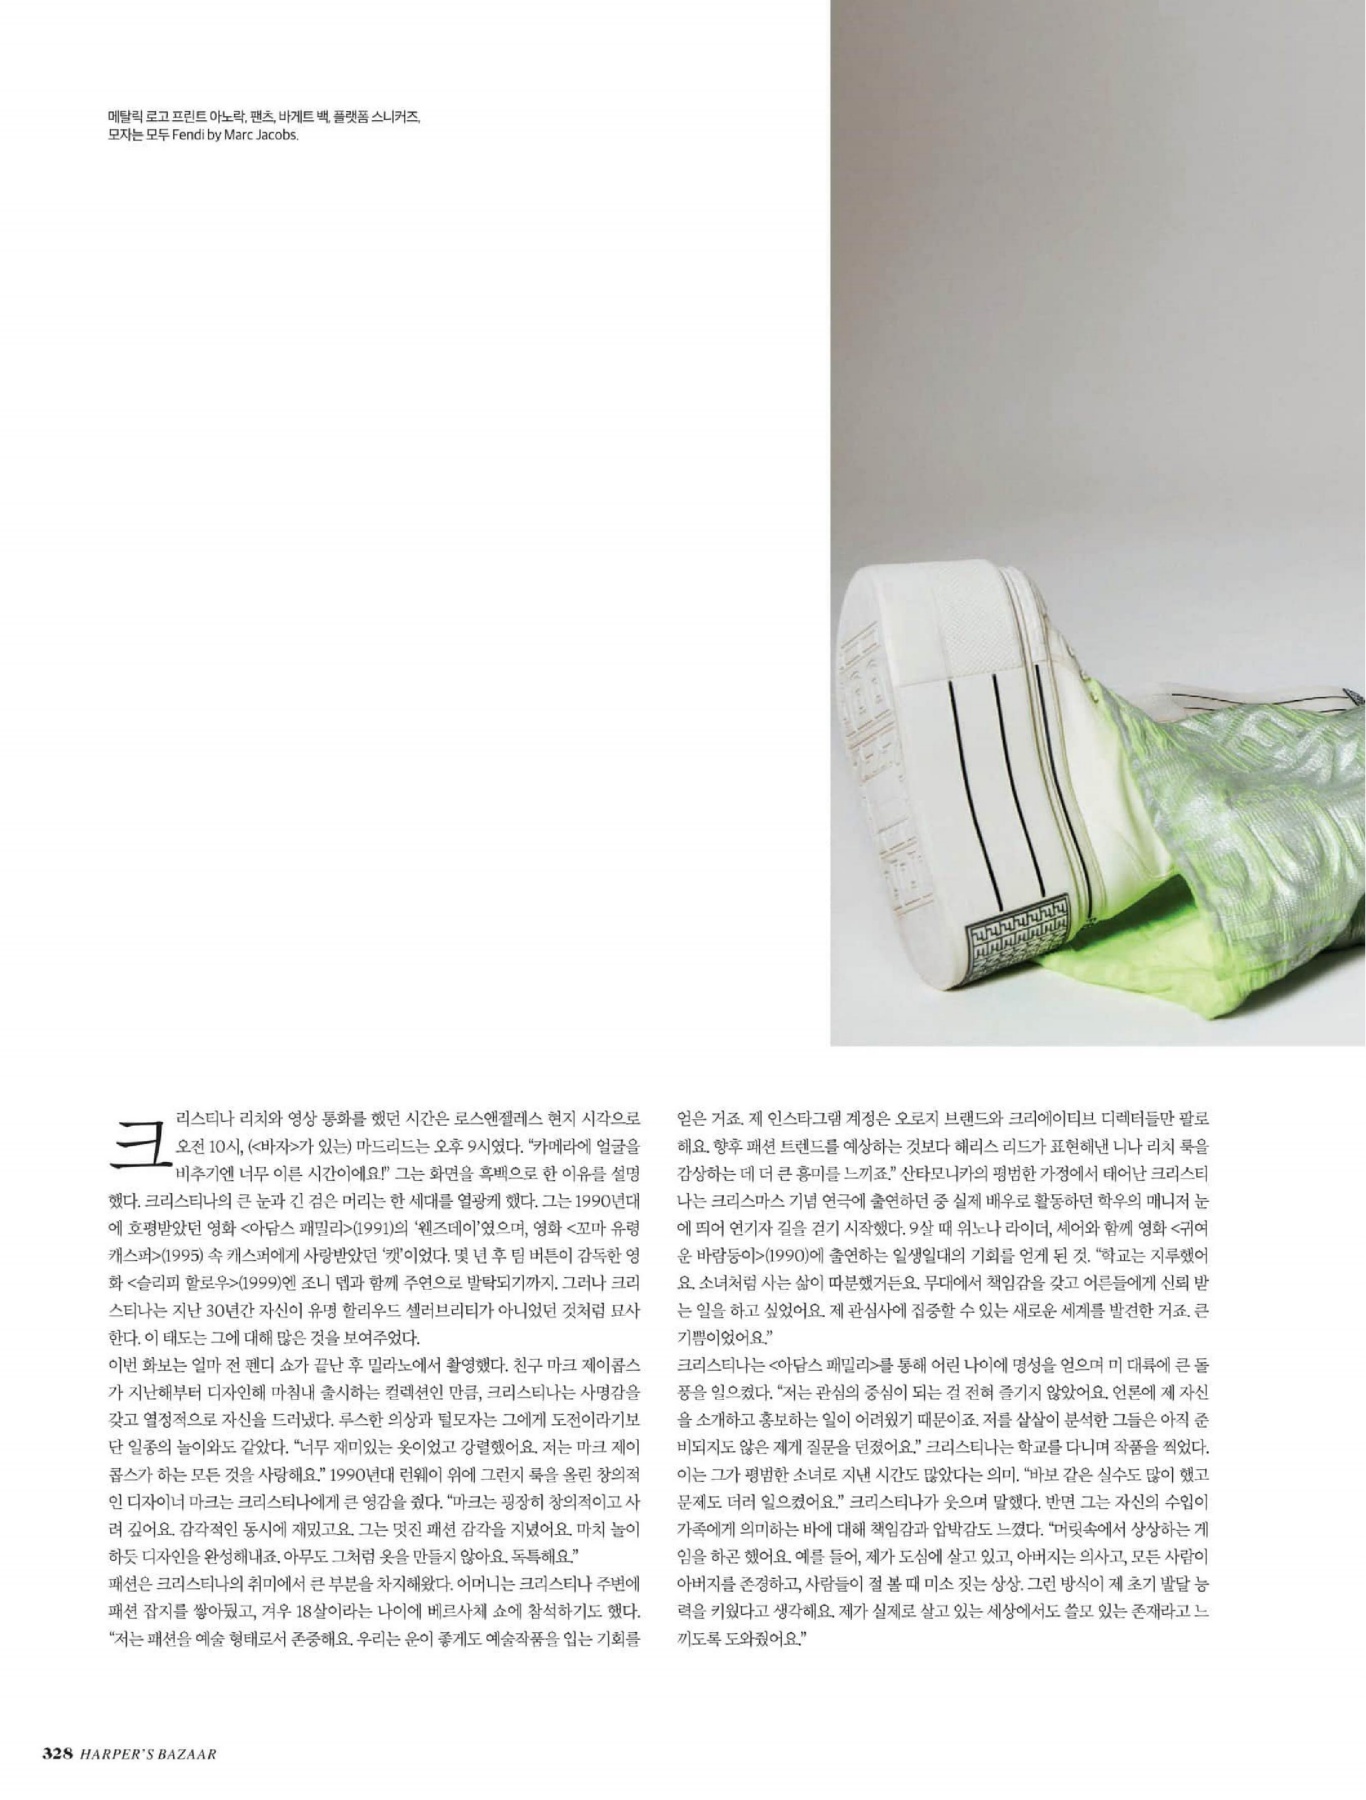 메탈릭 로고 프린트 아노락, 팬츠, 바게트 백, 플랫폼 스니커즈,
모자는 모두 Fendi by Marc Jacobs.
크리스티나 리치와 영상 통화를 했던 시간은 로스앤젤레스 현지 시각으로
오전 10시, (<바자>가 있는) 마드리드는 오후 9시였다. “카메라에 얼굴을
비추기엔 너무 이른 시간이에요!” 그는 화면을 흑백으로 한 이유를 설명
했다. 크리스티나의 큰 눈과 긴 검은 머리는 한 세대를 열광케 했다. 그는 1990년대
에 호평받았던 영화 <아담스 패밀리>(1991)의 ‘웬즈데이’였으며, 영화 <꼬마 유령
캐스퍼>(1995) 속 캐스퍼에게 사랑받았던 ‘캣’이었다. 몇 년 후 팀 버튼이 감독한 영
화 <슬리피 할로우>(1999)엔 조니 뎁과 함께 주연으로 발탁되기까지. 그러나 크리
스티나는 지난 30년간 자신이 유명 할리우드 셀러브리티가 아니었던 것처럼 묘사
한다. 이 태도는 그에 대해 많은 것을 보여주었다.
이번 화보는 얼마 전 펜디 쇼가 끝난 후 밀라노에서 촬영했다. 친구 마크 제이콥스
가 지난해부터 디자인해 마침내 출시하는 컬렉션인 만큼, 크리스티나는 사명감을
갖고 열정적으로 자신을 드러냈다. 루스한 의상과 털모자는 그에게 도전이라기보
단 일종의 놀이와도 같았다. “너무 재미있는 옷이었고 강렬했어요. 저는 마크 제이
콥스가 하는 모든 것을 사랑해요.” 1990년대 런웨이 위에 그런지 룩을 올린 창의적
인 디자이너 마크는 크리스티나에게 큰 영감을 줬다. “마크는 굉장히 창의적이고 사
려 깊어요. 감각적인 동시에 재밌고요. 그는 멋진 패션 감각을 지녔어요. 마치 놀이
하듯 디자인을 완성해내죠. 아무도 그처럼 옷을 만들지 않아요. 독특해요.”
패션은 크리스티나의 취미에서 큰 부분을 차지해왔다. 어머니는 크리스티나 주변에
패션 잡지를 쌓아뒀고, 겨우 18살이라는 나이에 베르사체 쇼에 참석하기도 했다.
“저는 패션을 예술 형태로서 존중해요. 우리는 운이 좋게도 예술작품을 입는 기회를
얻은 거죠. 제 인스타그램 계정은 오로지 브랜드와 크리에이티브 디렉터들만 팔로
해요. 향후 패션 트렌드를 예상하는 것보다 해리스 리드가 표현해낸 니나 리치 룩을
감상하는 데 더 큰 흥미를 느끼죠.” 산타모니카의 평범한 가정에서 태어난 크리스티
나는 크리스마스 기념 연극에 출연하던 중 실제 배우로 활동하던 학우의 매니저 눈
에 띄어 연기자 길을 걷기 시작했다. 9살 때 위노나 라이더, 셰어와 함께 영화 <귀여
운 바람둥이>(1990)에 출연하는 일생일대의 기회를 얻게 된 것. “학교는 지루했어
요. 소녀처럼 사는 삶이 따분했거든요. 무대에서 책임감을 갖고 어른들에게 신뢰 받
는 일을 하고 싶었어요. 제 관심사에 집중할 수 있는 새로운 세계를 발견한 거죠. 큰
기쁨이었어요.”
크리스티나는 <아담스 패밀리>를 통해 어린 나이에 명성을 얻으며 미 대륙에 큰 돌
풍을 일으켰다. “저는 관심의 중심이 되는 걸 전혀 즐기지 않았어요. 언론에 제 자신
을 소개하고 홍보하는 일이 어려웠기 때문이죠. 저를 샅샅이 분석한 그들은 아직 준
비되지도 않은 제게 질문을 던졌어요.” 크리스티나는 학교를 다니며 작품을 찍었다.
이는 그가 평범한 소녀로 지낸 시간도 많았다는 의미. “바보 같은 실수도 많이 했고
문제도 더러 일으켰어요.” 크리스티나가 웃으며 말했다. 반면 그는 자신의 수입이
가족에게 의미하는 바에 대해 책임감과 압박감도 느꼈다. “머릿속에서 상상하는 게
임을 하곤 했어요. 예를 들어, 제가 도심에 살고 있고, 아버지는 의사고, 모든 사람이
아버지를 존경하고, 사람들이 절 볼 때 미소 짓는 상상. 그런 방식이 제 초기 발달 능
력을 키웠다고 생각해요. 제가 실제로 살고 있는 세상에서도 쓸모 있는 존재라고 느
끼도록 도와줬어요.”
328 HARPER'S BAZAAR